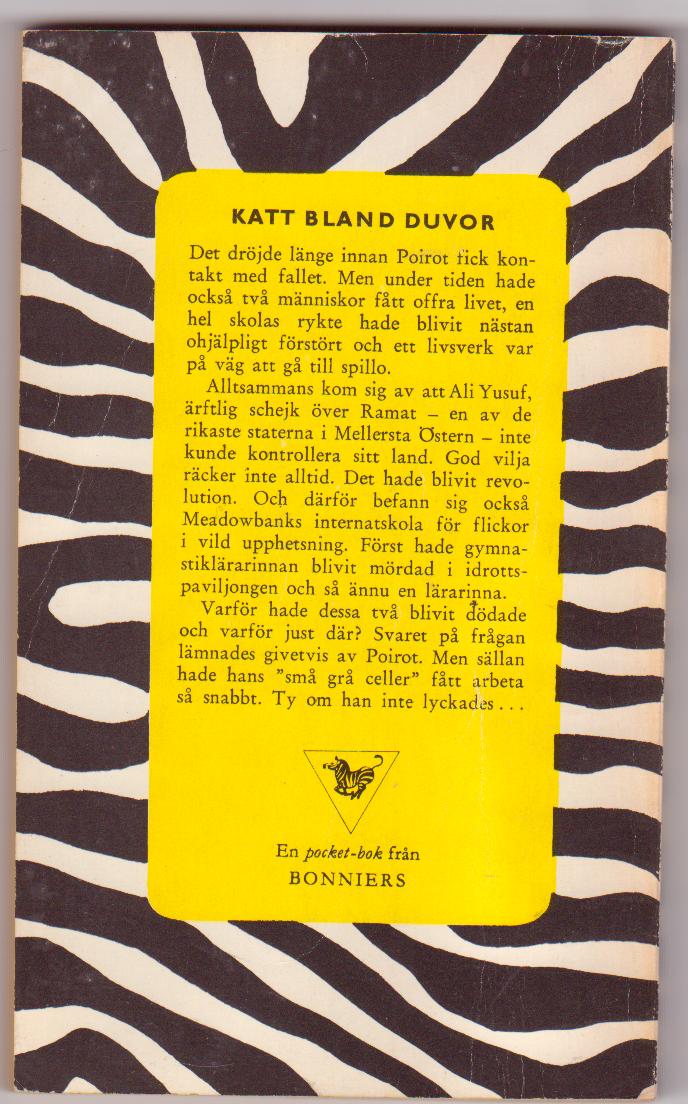 KATT BLAND DUVOR
Det dröjde länge innan Poirot fick kon-
takt med fallet. Men under tiden hade
också två människor fått offra livet, en
hel skolas rykte hade blivit nästan
ohjälpligt förstört och ett livsverk var
på väg att gå till spillo.
Alltsammans kom sig av att Ali Yusuf,
ärftlig schejk över Ramat – en av de
rikaste staterna i Mellersta Östern – inte
kunde kontrollera sitt land. God vilja
räcker inte alltid. Det hade blivit revo-
lution. Och därför befann sig också
Meadowbanks internatskola för flickor
i vild upphetsning. Först hade gymna-
stiklärarinnan blivit mördad i idrotts-
paviljongen och så ännu en lärarinna.
Varför hade dessa två blivit dödade
och varför just där? Svaret på frågan
lämnades givetvis av Poirot. Men sällan
hade hans ”små grå celler” fått arbeta
så snabbt. Ty om han inte lyckades . . .
En pocket-bok från
BONNIERS